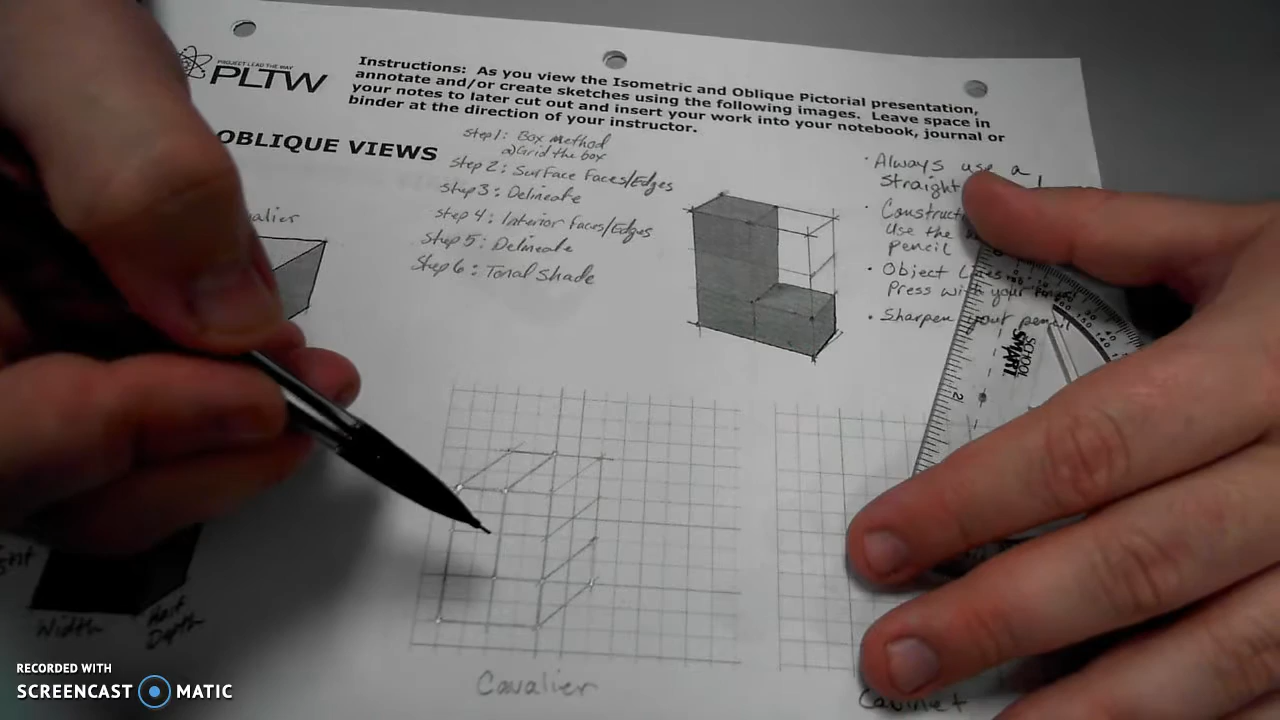 PROJECT LEAD THE WAY
PLTW
Instructions: As you view the Isometric and Oblique Pictorial presentation,
annotate and/or create sketches using the following images. Leave space in
your notes to later cut out and insert your work into your notebook, journal or
binder at the direction of your instructor.
OBLIQUE VIEWS
Step 1: Box method
a) Grid the box
Step 2: Surface Faces/Edges
Step 3: Delineate
Step 4: Interior Faces/Edges
Step 5: Delineate
Step 6: Tonal Shade
• Always use a
straight
• Construct
Use the
pencil
• Object Lines
Press with your
• Sharpen your pencil
alier
SCHOOL
SMART
2
Width
Half
Depth
Cavalier
Cabinet
RECORDED WITH
SCREENCAST MATIC